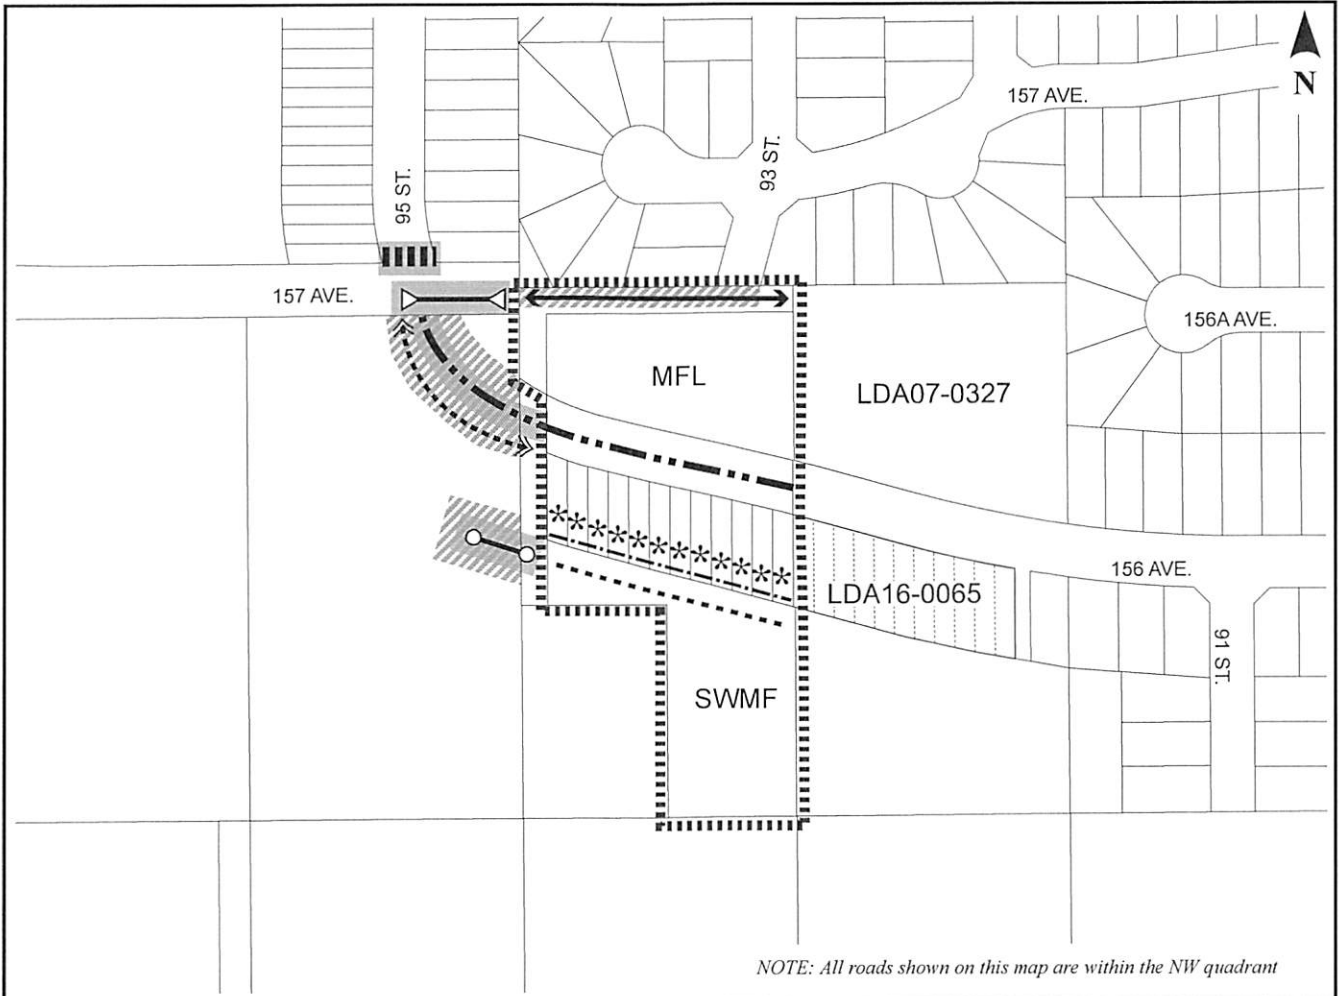 N
157 AVE.
95 ST.
93 ST.
157 AVE.
156A AVE.
MFL
LDA07-0327
156 AVE.
LDA16-0065
91 ST.
SWMF
NOTE: All roads shown on this map are within the NW quadrant